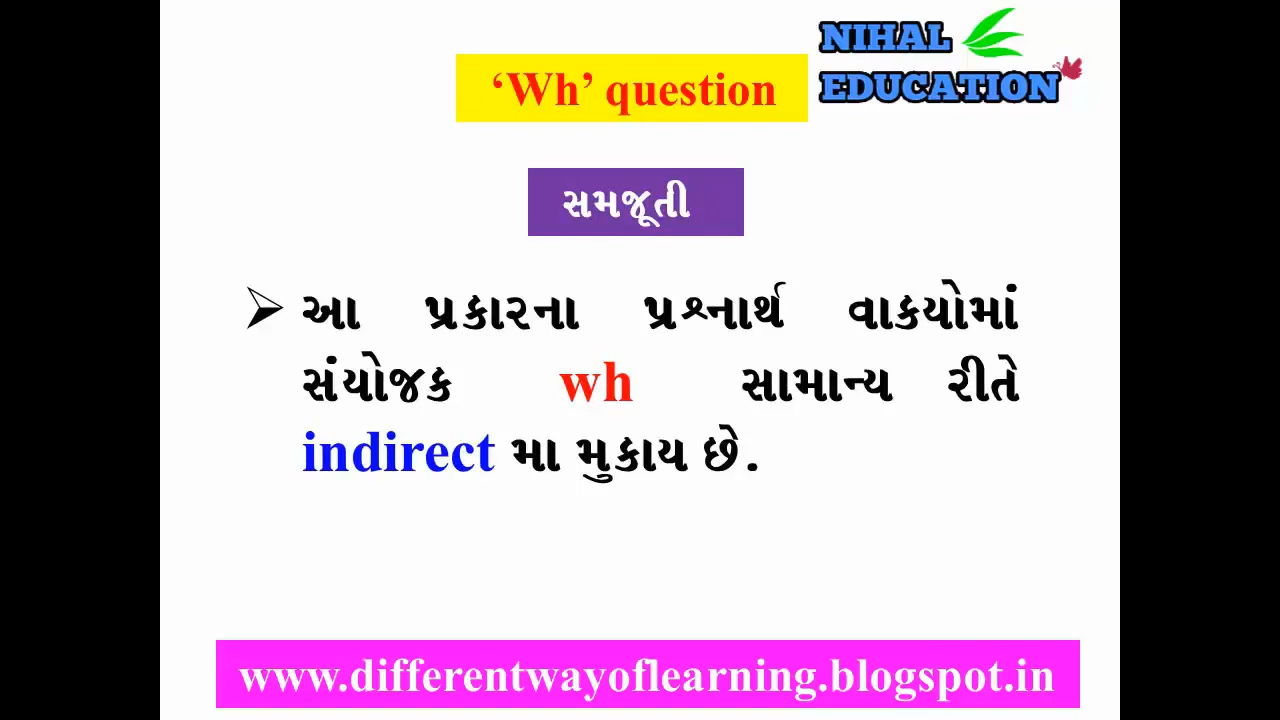 NIHAL
EDUCATION
‘Wh’ question
સમજૂતી
આ પ્રકારના પ્રશ્નાર્થ વાકયોમાં
સંયોજક wh સામાન્ય રીતે
indirect મા મુકાય છે.
www.differentwayoflearning.blogspot.in